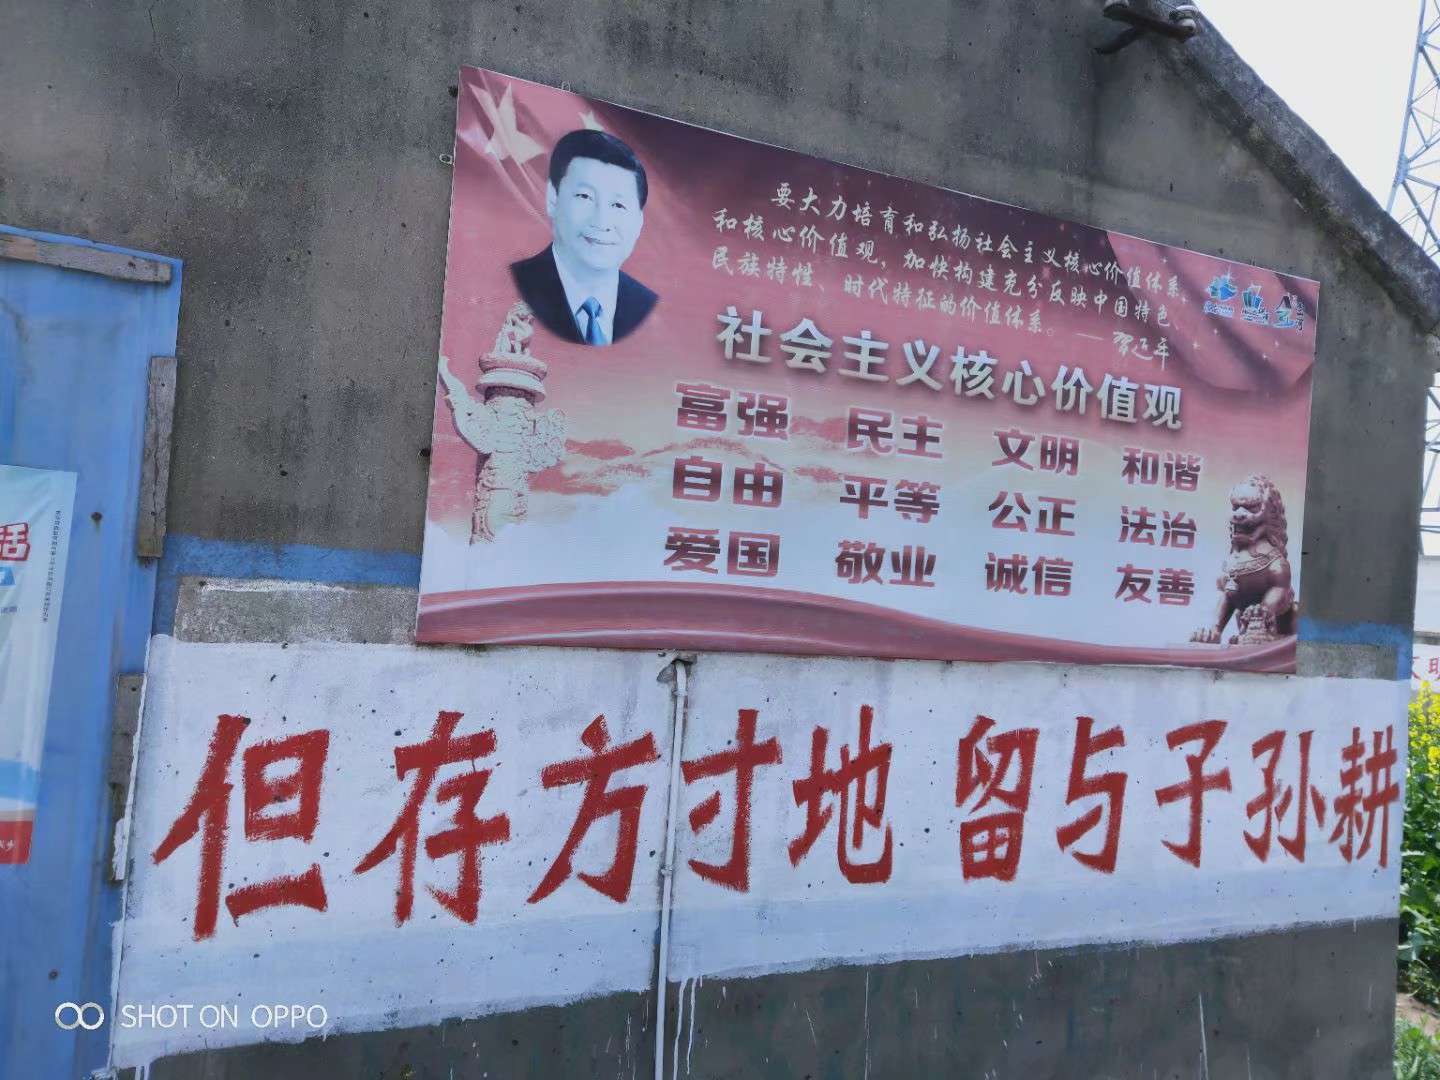 要大力培育和弘扬社会主义核心价值体系、
和核心价值观，加快构建充分反映中国特色、
民族特性、时代特征的价值体系。——习近平
社会主义核心价值观
富强 民主 文明 和谐
自由 平等 公正 法治
爱国 敬业 诚信 友善
活
但存方寸地 留与子孙耕
SHOT ON OPPO